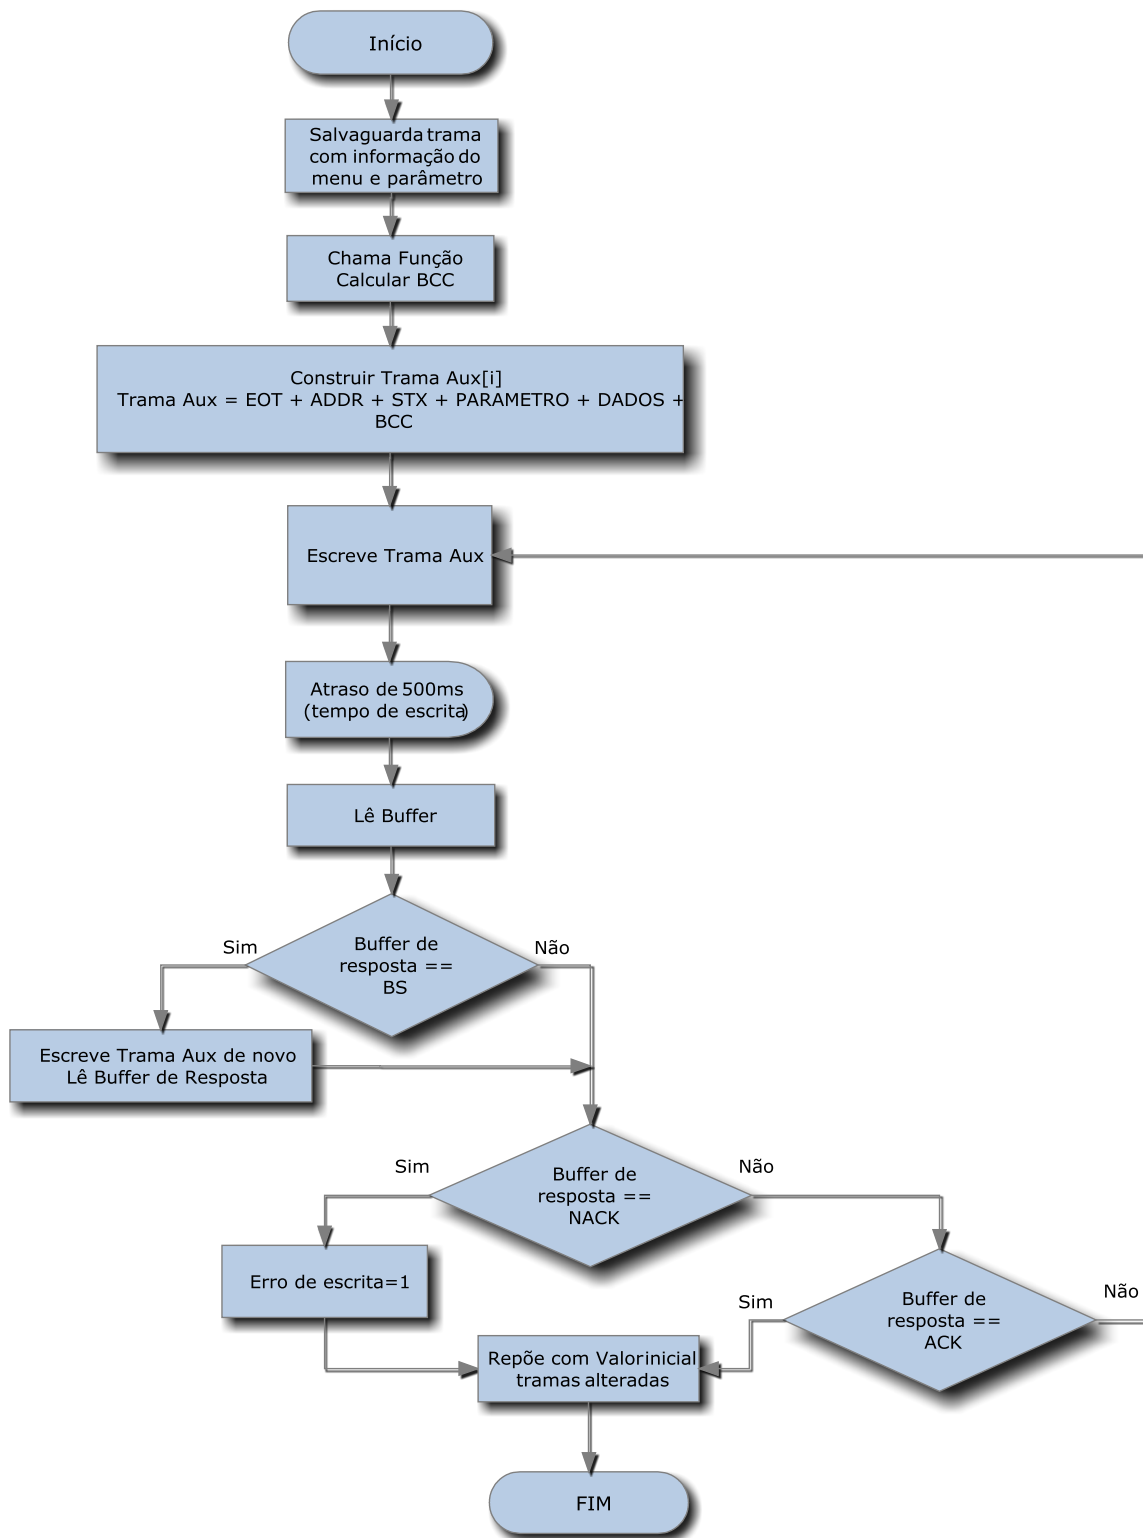 Início
Salvaguarda trama
com informação do
menu e parâmetro
Chama Função
Calcular BCC
Construir Trama Aux[i]
Trama Aux = EOT + ADDR + STX + PARAMETRO + DADOS +
BCC
Escreve Trama Aux
Atraso de 500ms
(tempo de escrita)
Lê Buffer
Sim
Buffer de
resposta ==
BS
Não
Escreve Trama Aux de novo
Lê Buffer de Resposta
Sim
Buffer de
resposta ==
NACK
Não
Erro de escrita=1
Sim
Buffer de
resposta ==
ACK
Não
Repõe com Valor inicial
tramas alteradas
FIM